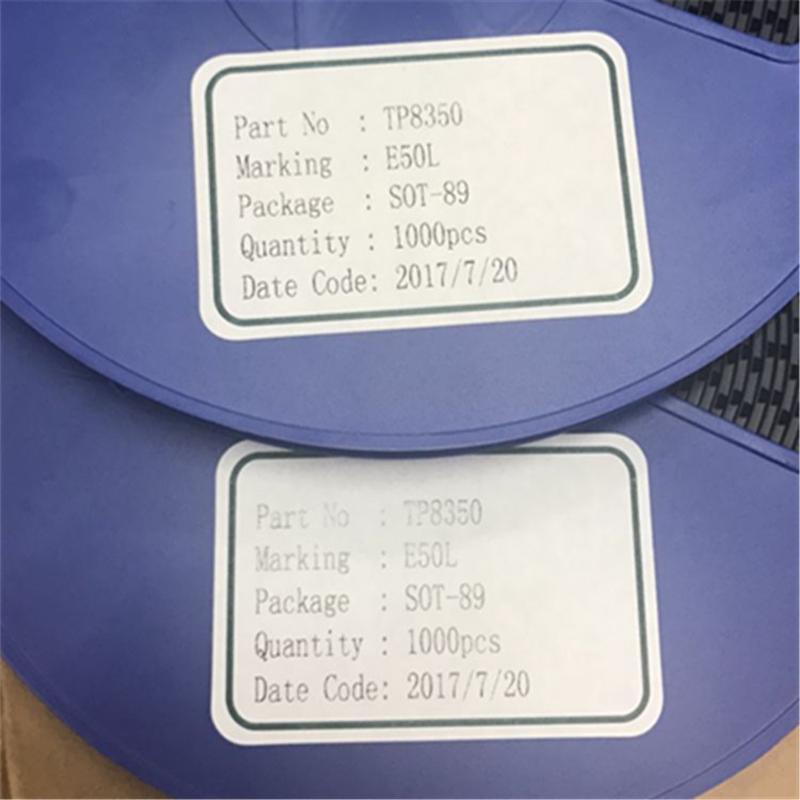 Part No : TP8350
Marking : E50L
Package : SOT-89
Quantity : 1000pcs
Date Code: 2017/7/20
Part No : TP8350
Marking : E50L
Package : SOT-89
Quantity : 1000pcs
Date Code: 2017/7/20